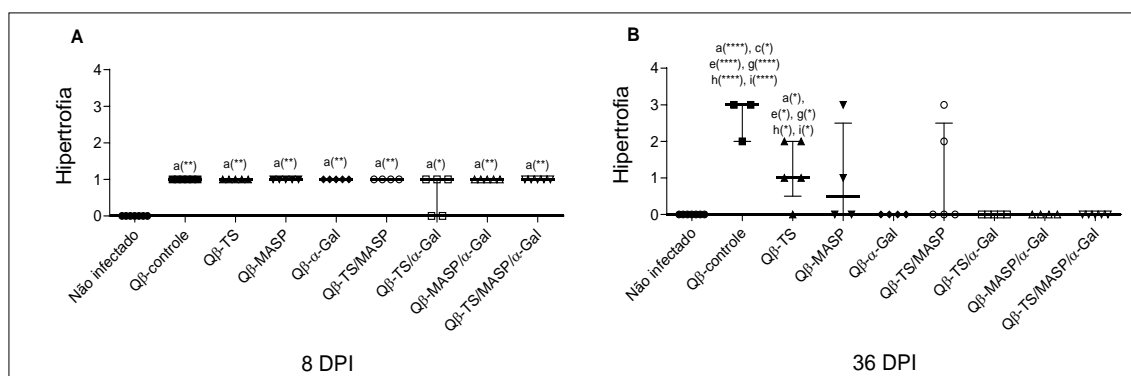 A
Hipertrofia
4
3
2
1
0
a(**)
a(**)
a(**)
a(**)
a(**)
a(*)
a(**)
a(**)
Não infectado
Qβ-controle
Qβ-TS
Qβ-MASP
Qβ-α-Gal
Qβ-TS/MASP
Qβ-TS/α-Gal
Qβ-MASP/α-Gal
Qβ-TS/MASP/α-Gal
8 DPI
B
Hipertrofia
4
3
2
1
0
a(****), c(*)
e(****), g(****)
h(****), i(****)
a(*),
e(*), g(*)
h(*), i(*)
Não infectado
Qβ-controle
Qβ-TS
Qβ-MASP
Qβ-α-Gal
Qβ-TS/MASP
Qβ-TS/α-Gal
Qβ-MASP/α-Gal
Qβ-TS/MASP/α-Gal
36 DPI